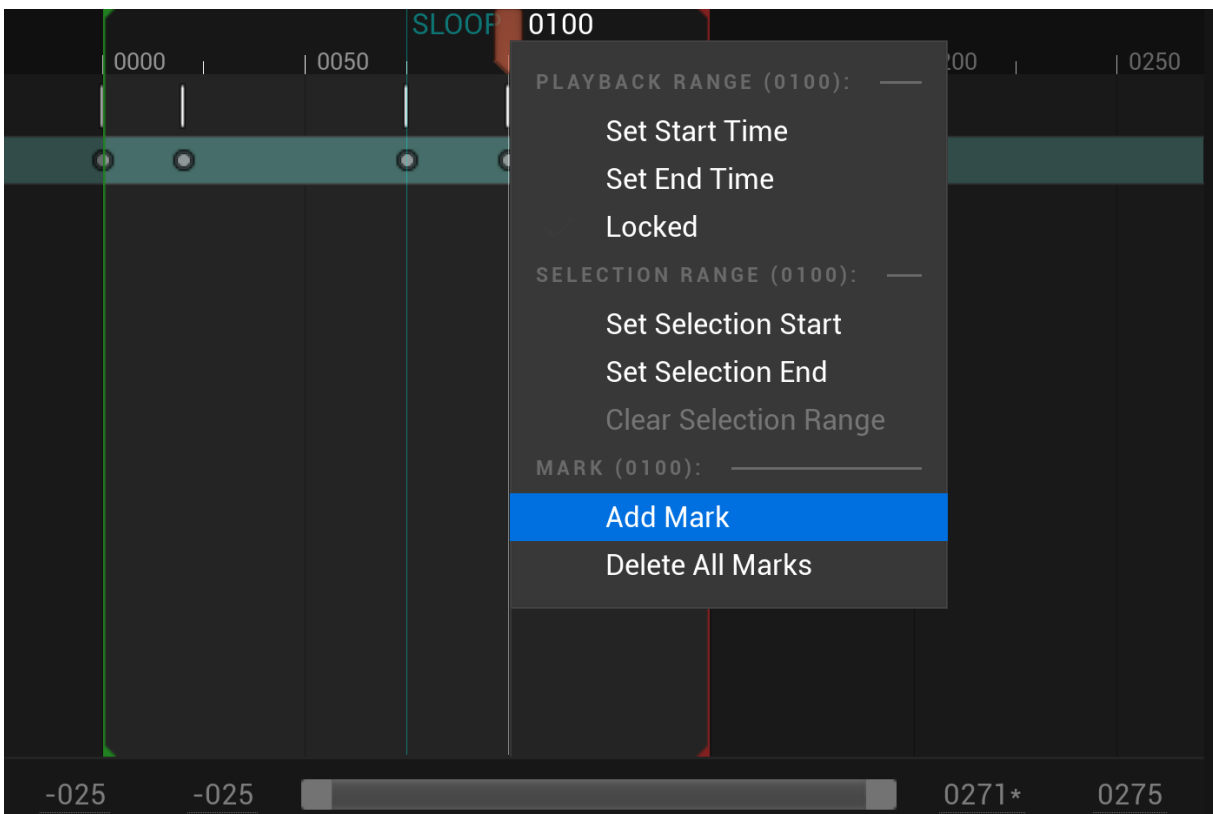 SLOOP 0100
0000 0050 200 0250
PLAYBACK RANGE (0100):
Set Start Time
Set End Time
Locked
SELECTION RANGE (0100):
Set Selection Start
Set Selection End
Clear Selection Range
MARK (0100):
Add Mark
Delete All Marks
-025 -025 0271* 0275